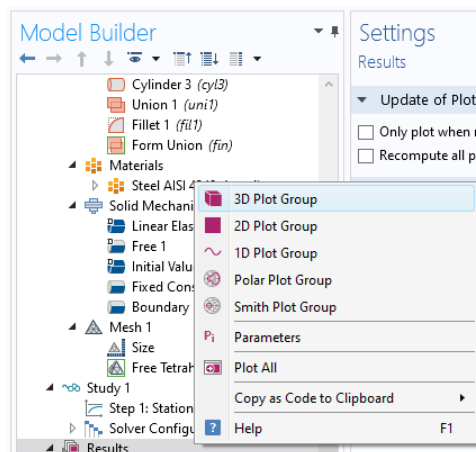 Model Builder
Settings
Results
Cylinder 3 (cyl3)
Union 1 (uni1)
Fillet 1 (fil1)
Form Union (fin)
Materials
Steel AISI
Solid Mechani
Linear Elas
Free 1
Initial Valu
Fixed Cons
Boundary
Mesh 1
Size
Free Tetrah
Study 1
Step 1: Station
Solver Configu
Results
Update of Plot
Only plot when
Recompute all p
3D Plot Group
2D Plot Group
1D Plot Group
Polar Plot Group
Smith Plot Group
Pi Parameters
Plot All
Copy as Code to Clipboard
? Help F1